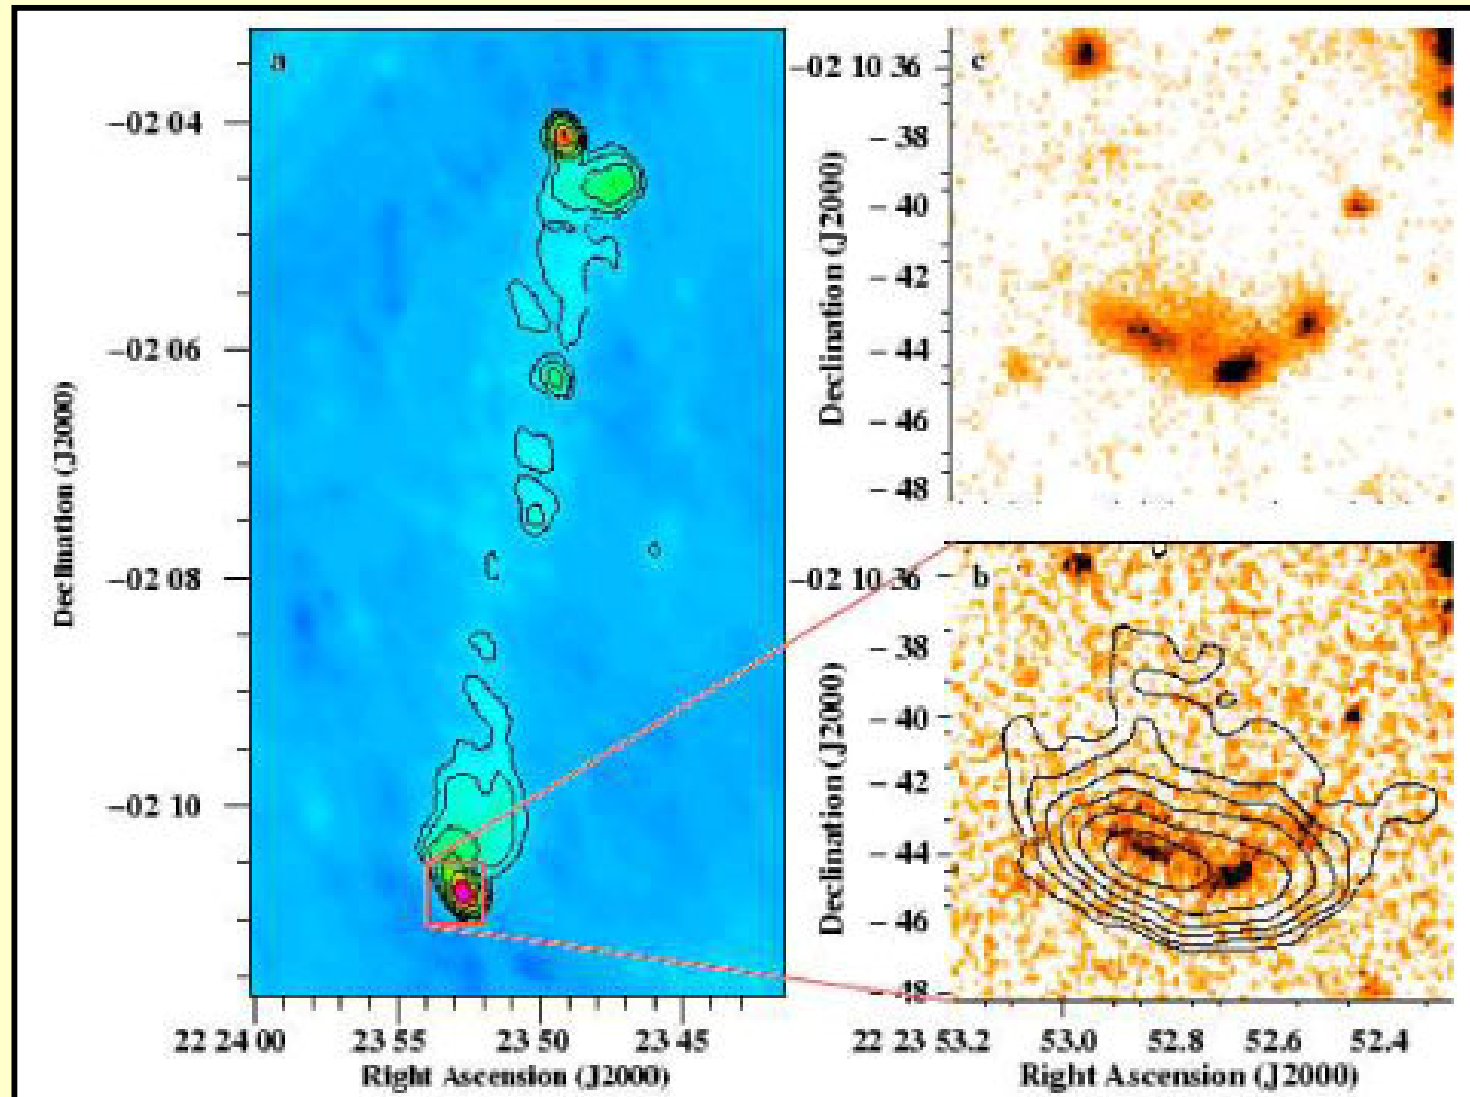 a
−02 04
−02 06
−02 08
−02 10
Declination (J2000)
22 24 00
23 55
23 50
23 45
Right Ascension (J2000)
c
−02 10 36
− 38
− 40
− 42
− 44
− 46
− 48
Declination (J2000)
b
−02 10 36
− 38
− 40
− 42
− 44
− 46
− 48
Declination (J2000)
22 23 53.2
53.0
52.8
52.6
52.4
Right Ascension (J2000)